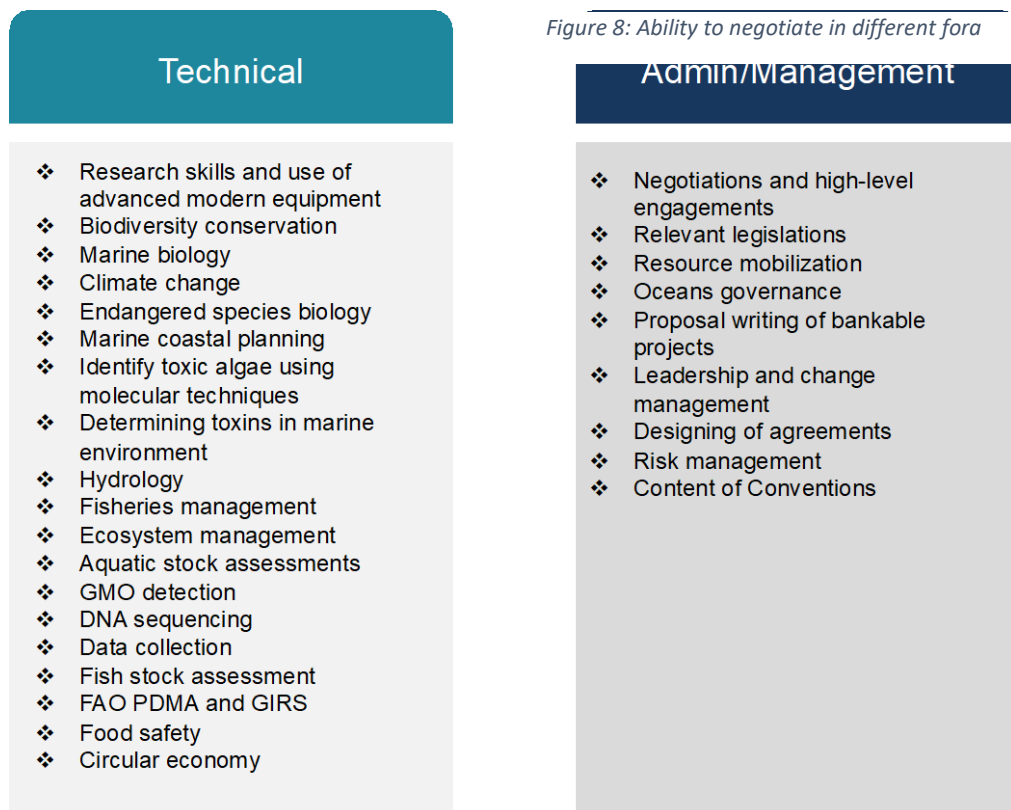 Figure 8: Ability to negotiate in different fora
Technical
❖ Research skills and use of
advanced modern equipment
❖ Biodiversity conservation
❖ Marine biology
❖ Climate change
❖ Endangered species biology
❖ Marine coastal planning
❖ Identify toxic algae using
molecular techniques
❖ Determining toxins in marine
environment
❖ Hydrology
❖ Fisheries management
❖ Ecosystem management
❖ Aquatic stock assessments
❖ GMO detection
❖ DNA sequencing
❖ Data collection
❖ Fish stock assessment
❖ FAO PDMA and GIRS
❖ Food safety
❖ Circular economy
Admin/Management
❖ Negotiations and high-level
engagements
❖ Relevant legislations
❖ Resource mobilization
❖ Oceans governance
❖ Proposal writing of bankable
projects
❖ Leadership and change
management
❖ Designing of agreements
❖ Risk management
❖ Content of Conventions